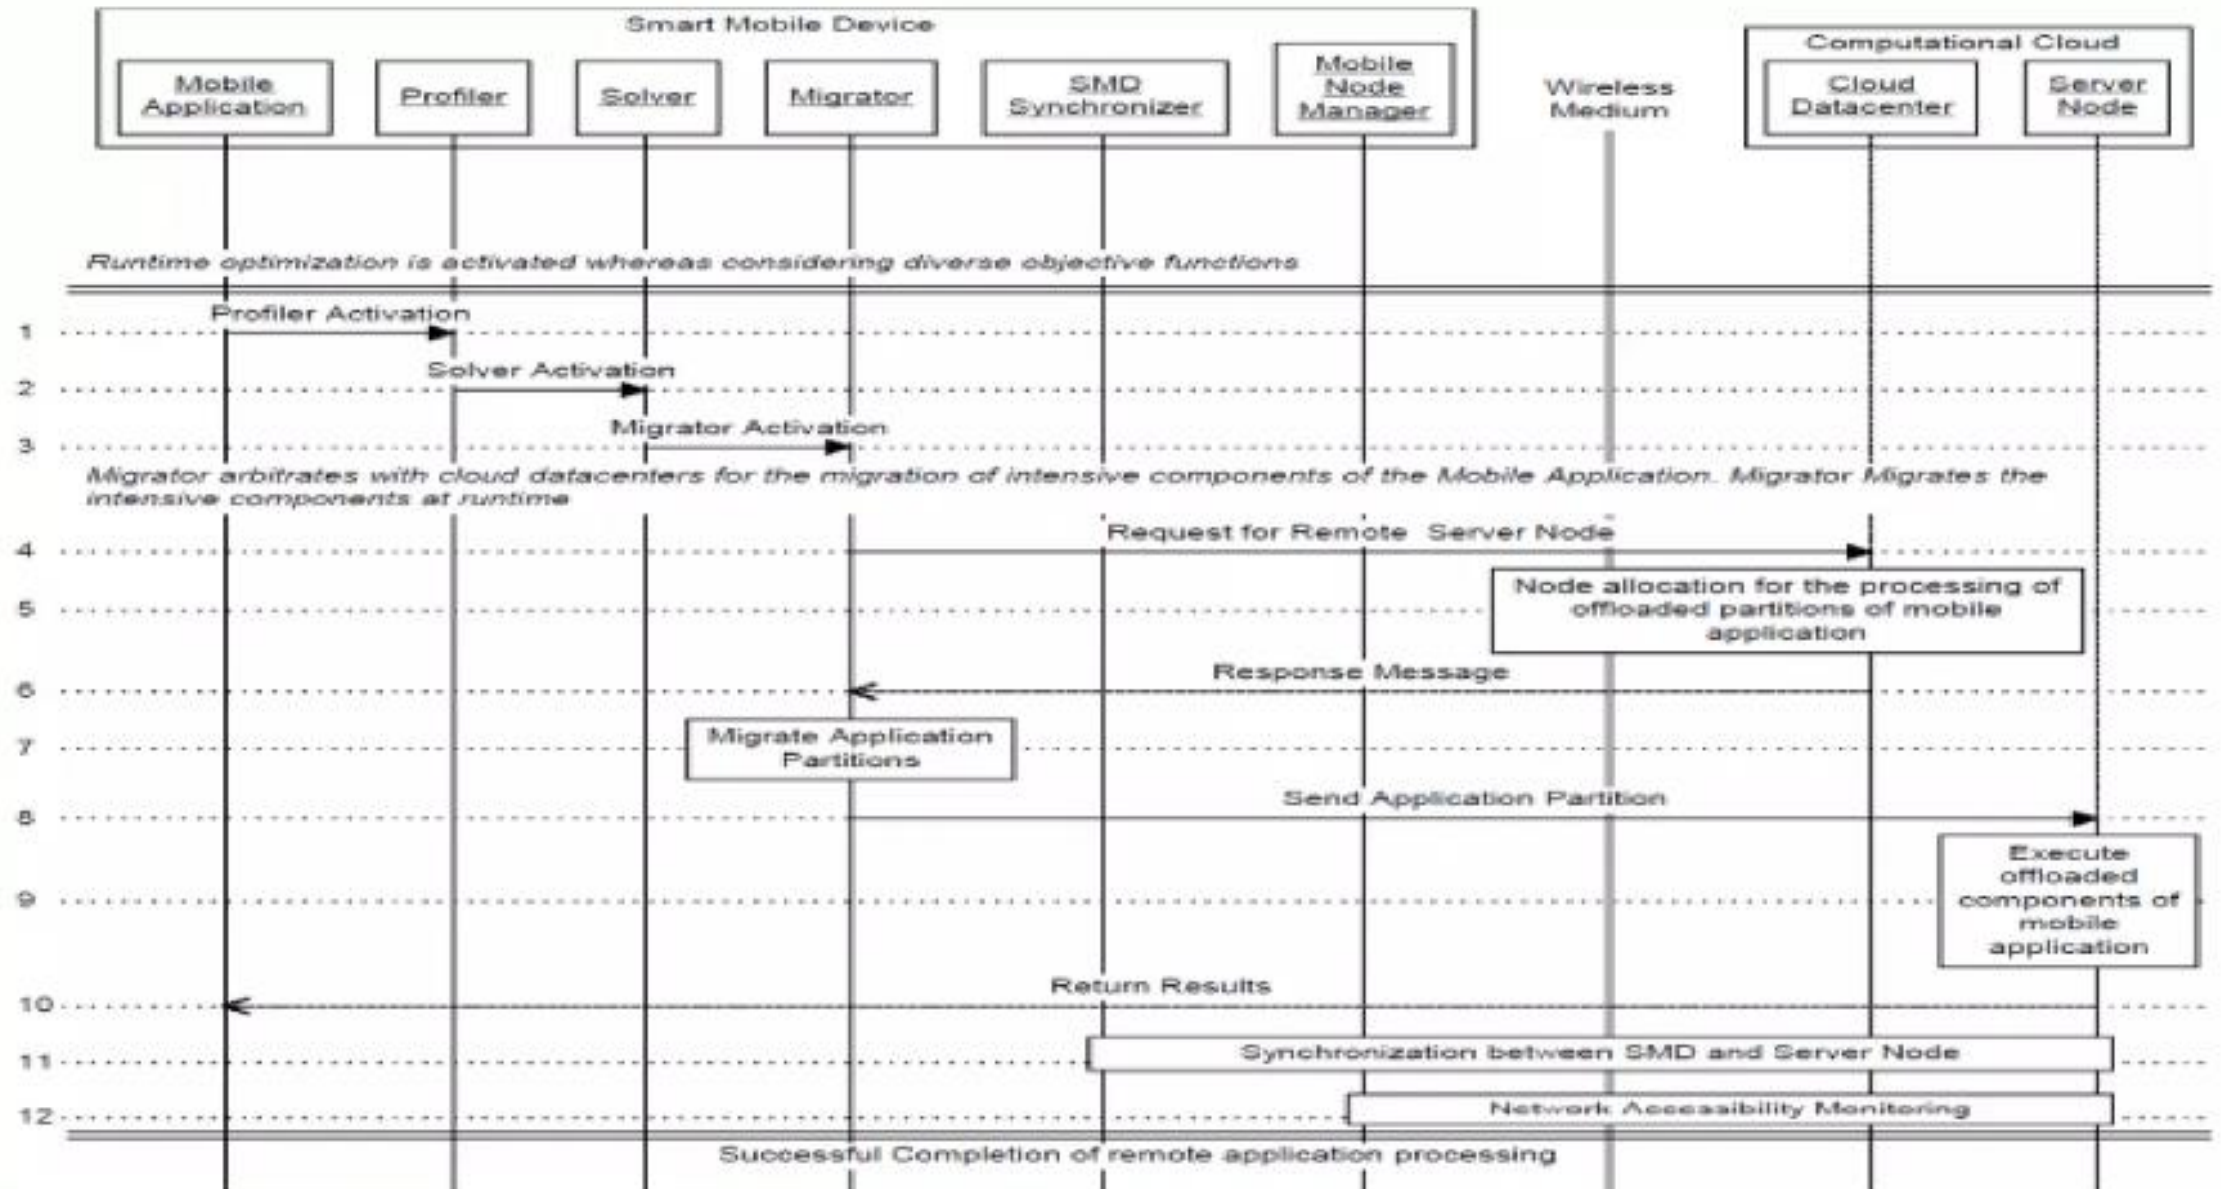 Smart Mobile Device
Computational Cloud
Mobile
Application
Profiler
Solver
Migrator
SMD
Synchronizer
Mobile
Node
Manager
Wireless
Medium
Cloud
Datacenter
Server
Node
Runtime optimization is activated whereas considering diverse objective functions
Profiler Activation
1
Solver Activation
2
Migrator Activation
3
Migrator arbitrates with cloud datacenters for the migration of intensive components of the Mobile Application. Migrator Migrates the
intensive components at runtime
Request for Remote Server Node
4
Node allocation for the processing of
offloaded partitions of mobile
application
5
Response Message
6
Migrate Application
Partitions
7
Send Application Partition
8
Execute
offloaded
components of
mobile
application
9
Return Results
10
Synchronization between SMD and Server Node
11
Network Accessibility Monitoring
12
Successful Completion of remote application processing